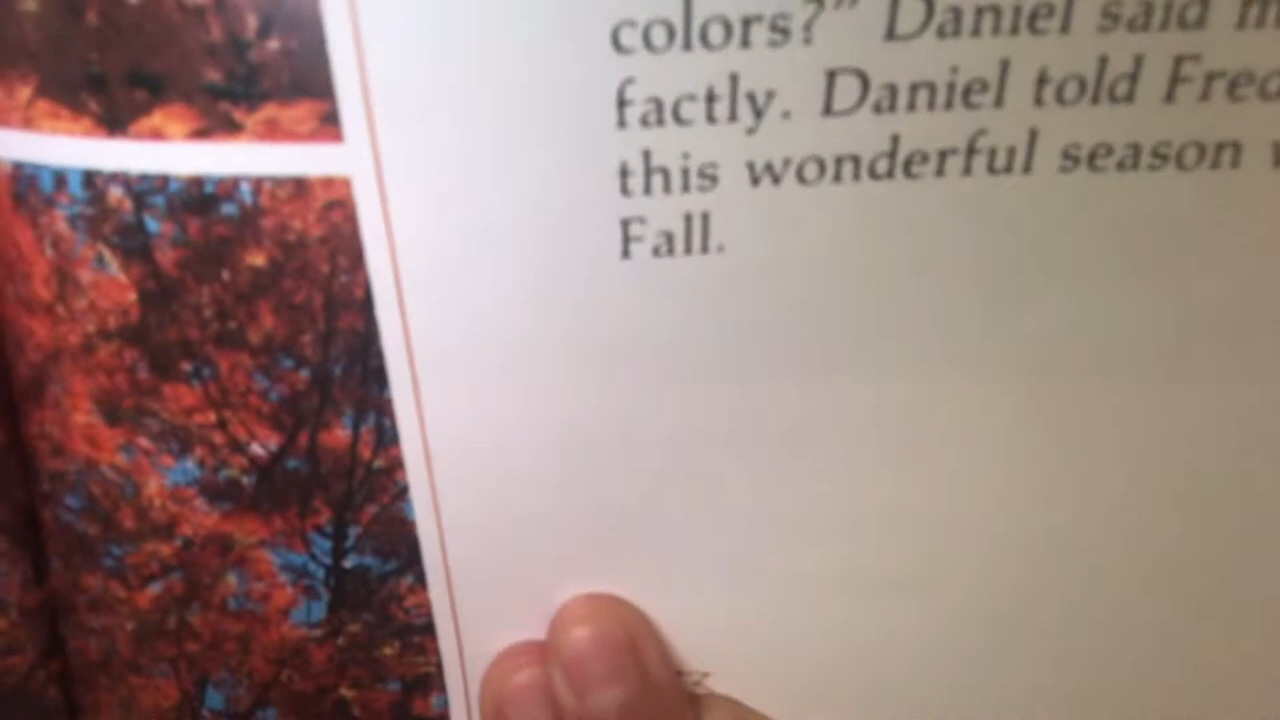 colors?" Daniel said
factly. Daniel told
this wonderful season
Fall.